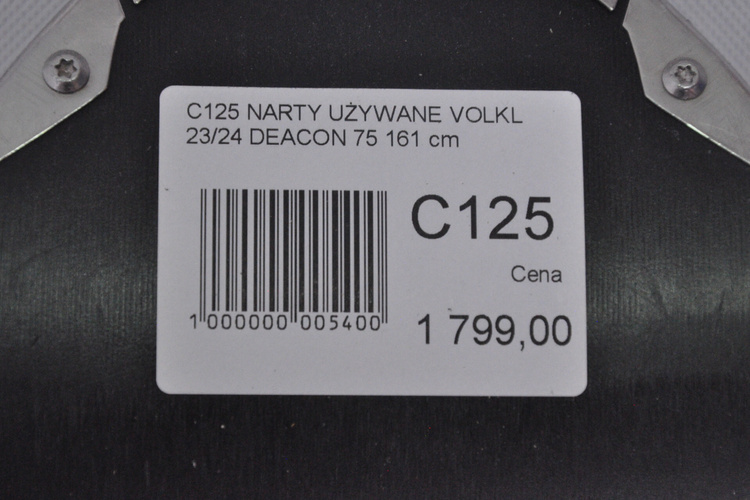 C125 NARTY UŻYWANE VOLKL
23/24 DEACON 75 161 cm
C125
Cena
1 000000 005400
1 799,00